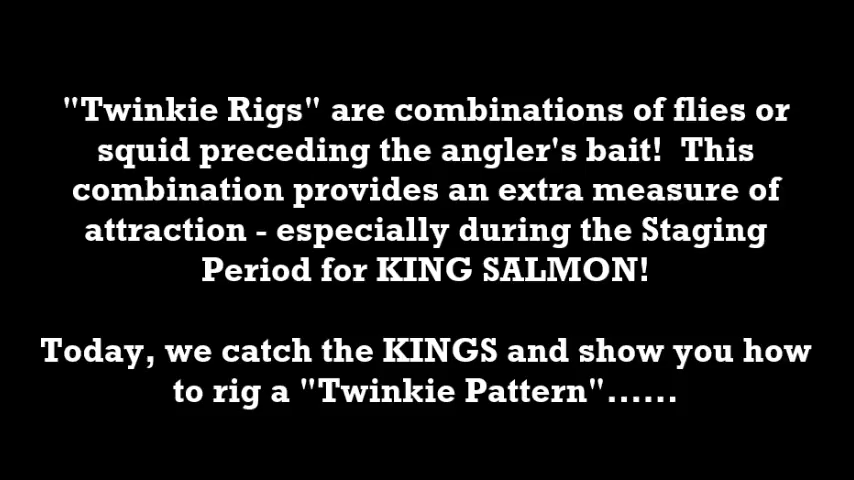 "Twinkie Rigs" are combinations of flies or
squid preceding the angler's bait!  This
combination provides an extra measure of
attraction - especially during the Staging
Period for KING SALMON!
Today, we catch the KINGS and show you how
to rig a "Twinkie Pattern"......